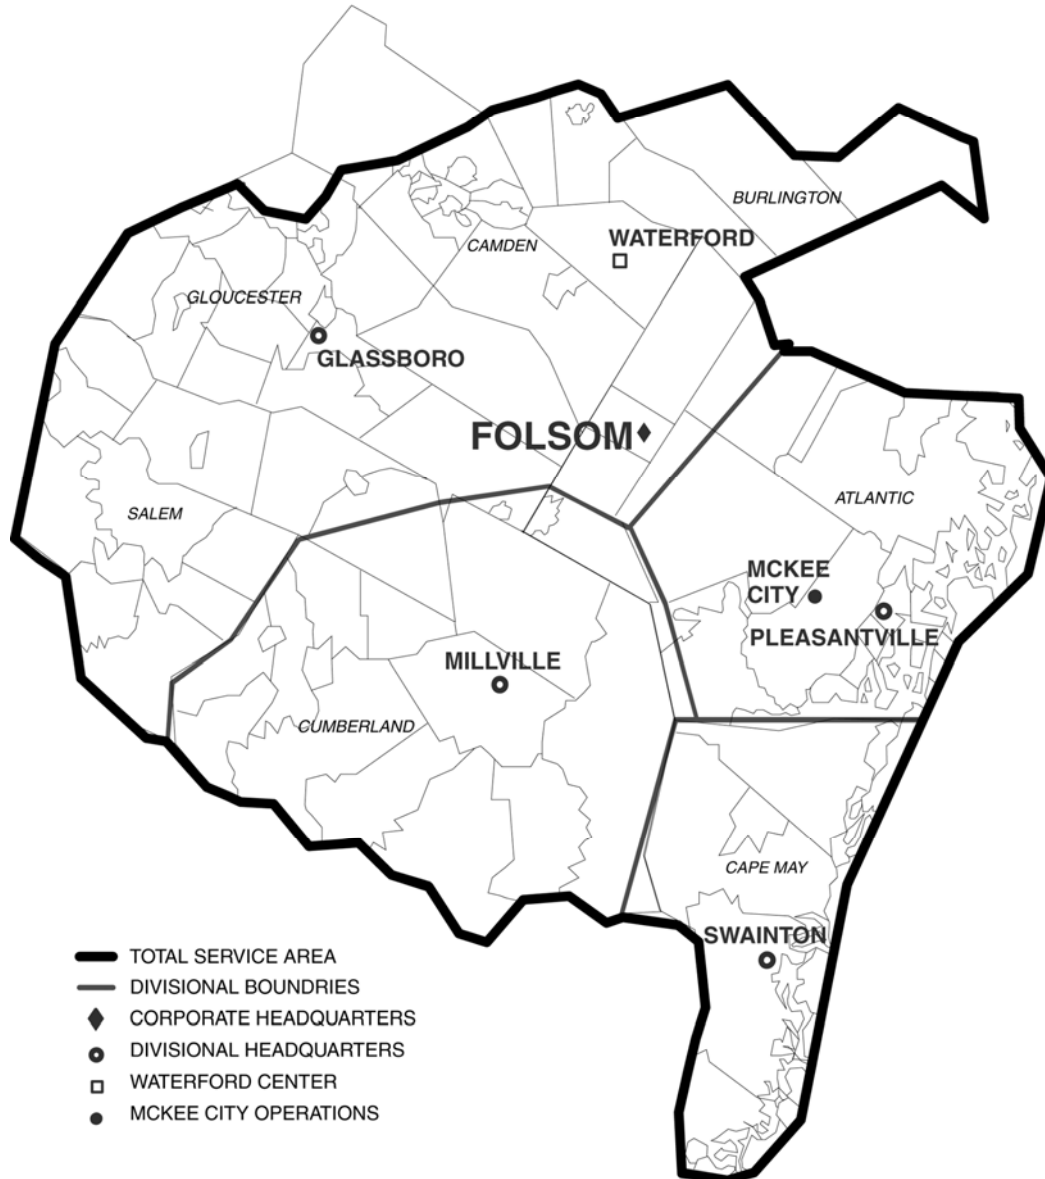 BURLINGTON
WATERFORD
CAMDEN
GLOUCESTER
GLASSBORO
FOLSOM
ATLANTIC
SALEM
MCKEE
CITY
PLEASANTVILLE
MILLVILLE
CUMBERLAND
CAPE MAY
SWAINTON
TOTAL SERVICE AREA
DIVISIONAL BOUNDRIES
CORPORATE HEADQUARTERS
DIVISIONAL HEADQUARTERS
WATERFORD CENTER
MCKEE CITY OPERATIONS